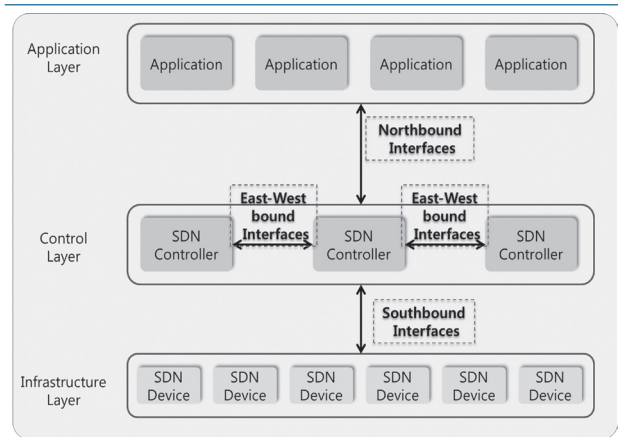 Application
Layer
Application
Application
Application
Application
Northbound
Interfaces
East-West
bound
Interfaces
East-West
bound
Interfaces
Control
Layer
SDN
Controller
SDN
Controller
SDN
Controller
Southbound
Interfaces
Infrastructure
Layer
SDN
Device
SDN
Device
SDN
Device
SDN
Device
SDN
Device
SDN
Device